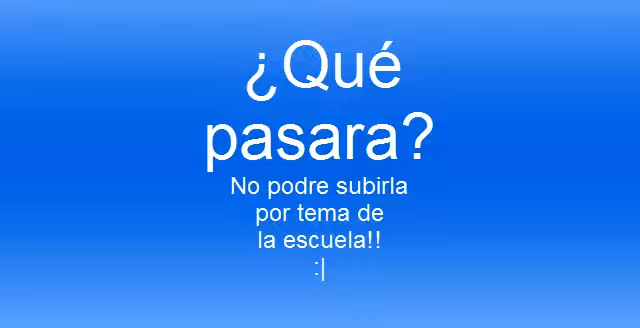 ¿Qué
pasara?
No podre subirla
por tema de
la escuela!!
:|